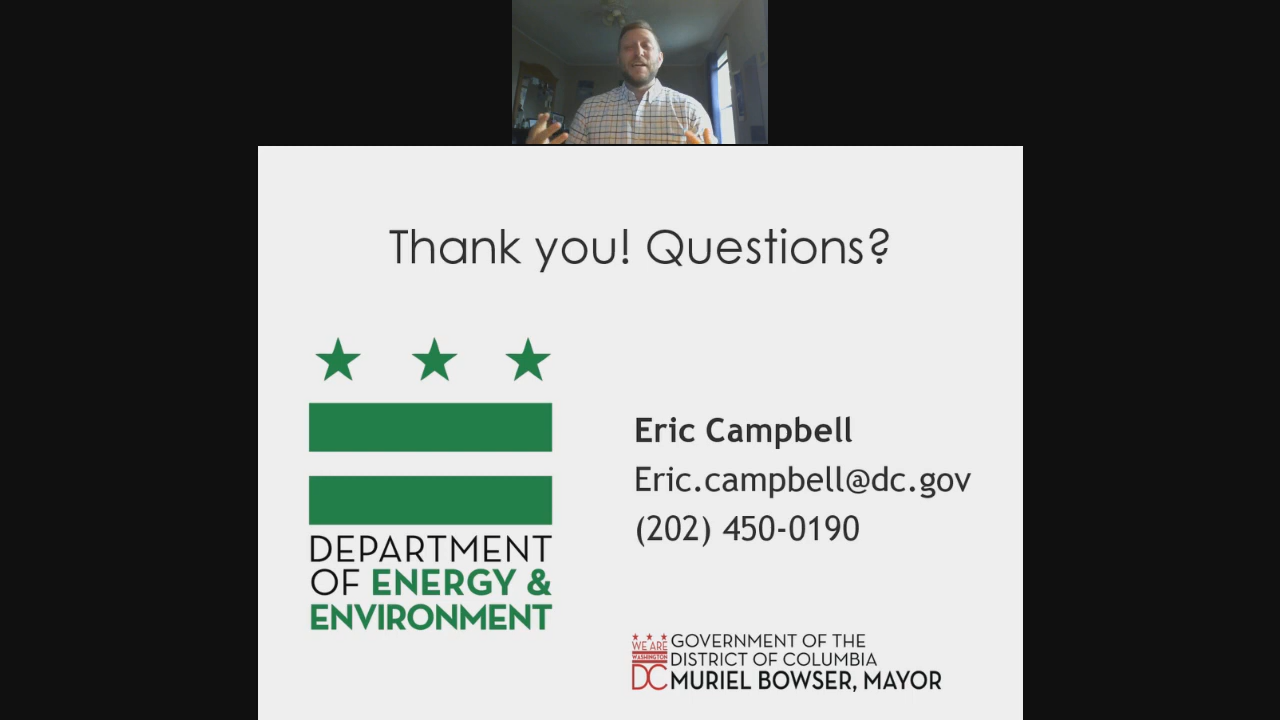 Thank you! Questions?
DEPARTMENT
OF ENERGY &
ENVIRONMENT
Eric Campbell
Eric.campbell@dc.gov
(202) 450-0190
WE ARE
WASHINGTON
DC
GOVERNMENT OF THE
DISTRICT OF COLUMBIA
MURIEL BOWSER, MAYOR